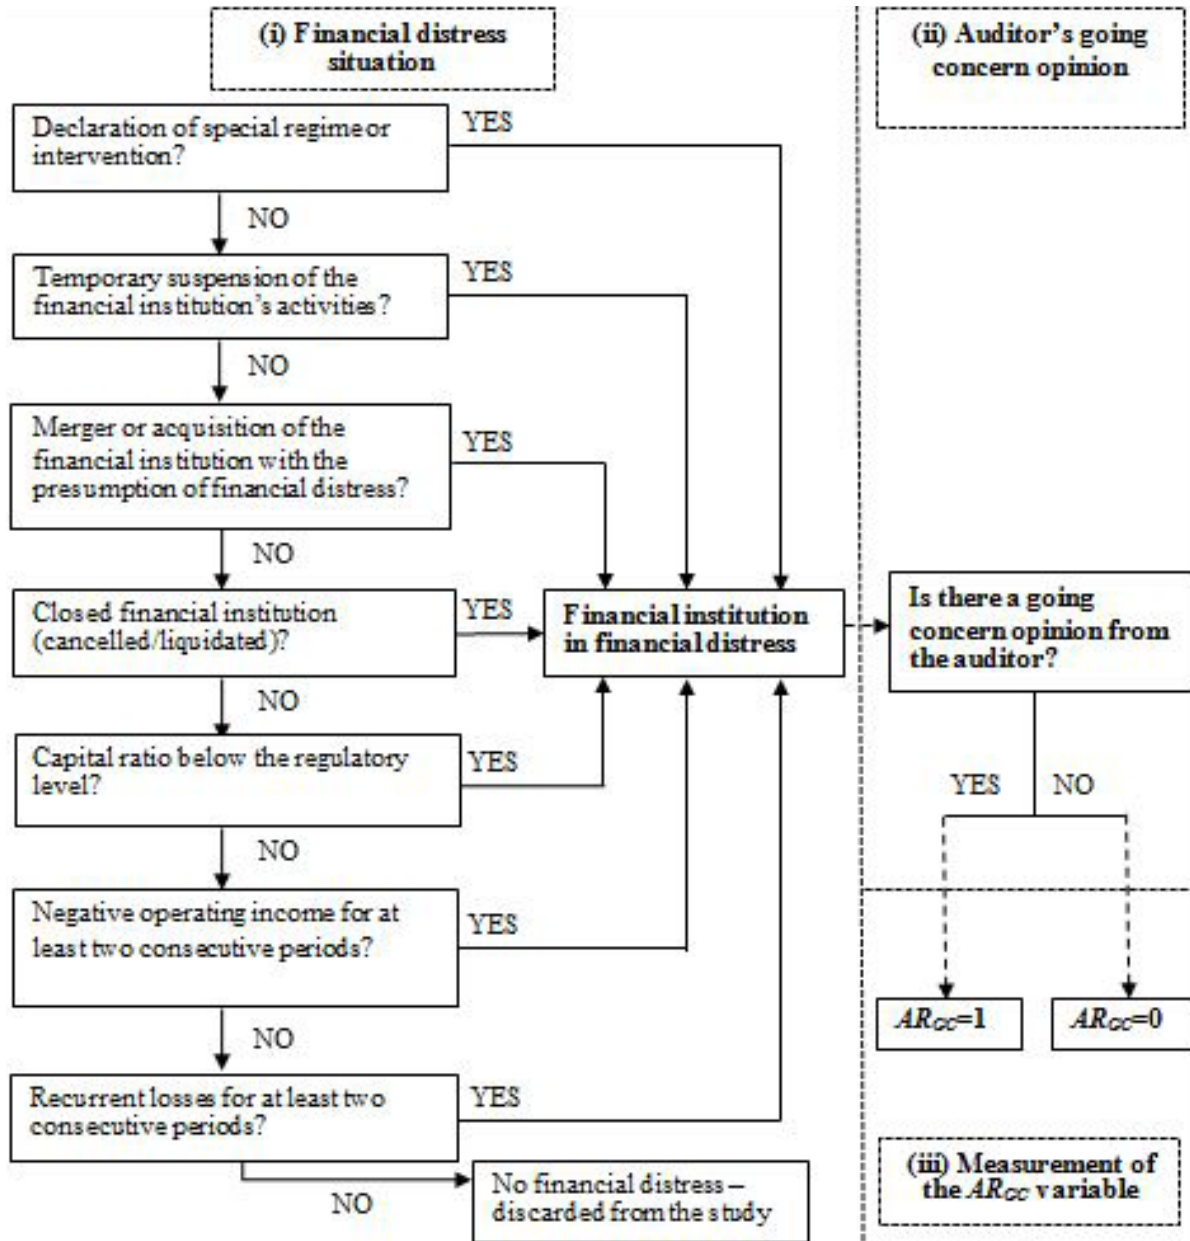 (i) Financial distress
situation
Declaration of special regime or
intervention?
YES
NO
Temporary suspension of the
financial institution's activities?
YES
NO
Merger or acquisition of the
financial institution with the
presumption of financial distress?
YES
NO
Closed financial institution
(cancelled/liquidated)?
YES
NO
Capital ratio below the regulatory
level?
YES
NO
Negative operating income for at
least two consecutive periods?
YES
NO
Recurrent losses for at least two
consecutive periods?
YES
NO
No financial distress –
discarded from the study
Financial institution
in financial distress
(ii) Auditor's going
concern opinion
Is there a going
concern opinion from
the auditor?
YES
NO
ARGC=1
ARGC=0
(iii) Measurement of
the ARGC variable